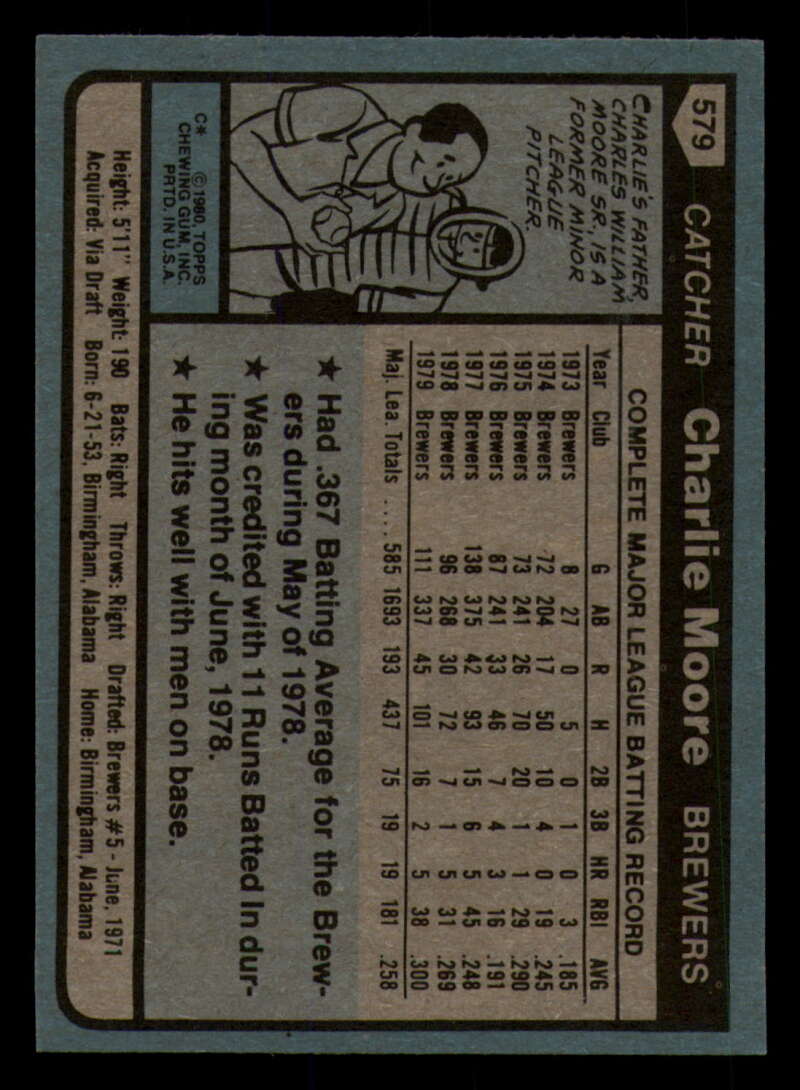 579
CATCHER Charlie Moore BREWERS
CHARLIE'S FATHER,
CHARLES WILLIAM
MOORE SR., IS A
FORMER MINOR
LEAGUE
PITCHER.
C* © 1980 TOPPS
CHEWING GUM, INC.
PRTD. IN U.S.A.
COMPLETE MAJOR LEAGUE BATTING RECORD
Year Club G AB R H 2B 3B HR RBI AVG
1973 Brewers 8 27 0 5 0 1 0 3 .185
1974 Brewers 72 204 17 50 10 4 0 19 .245
1975 Brewers 73 241 26 70 20 1 1 29 .290
1976 Brewers 87 241 33 46 7 4 3 16 .191
1977 Brewers 138 375 42 93 15 6 5 45 .248
1978 Brewers 96 268 30 72 7 1 5 31 .269
1979 Brewers 111 337 45 101 16 2 5 38 .300
Maj. Lea. Totals .... 585 1693 193 437 75 19 19 181 .258
★ Had .367 Batting Average for the Brew-
ers during May of 1978.
★ Was credited with 11 Runs Batted In dur-
ing month of June, 1978.
★ He hits well with men on base.
Height: 5'11" Weight: 190 Bats: Right Throws: Right Drafted: Brewers #5 - June, 1971
Acquired: Via Draft Born: 6-21-53, Birmingham, Alabama Home: Birmingham, Alabama